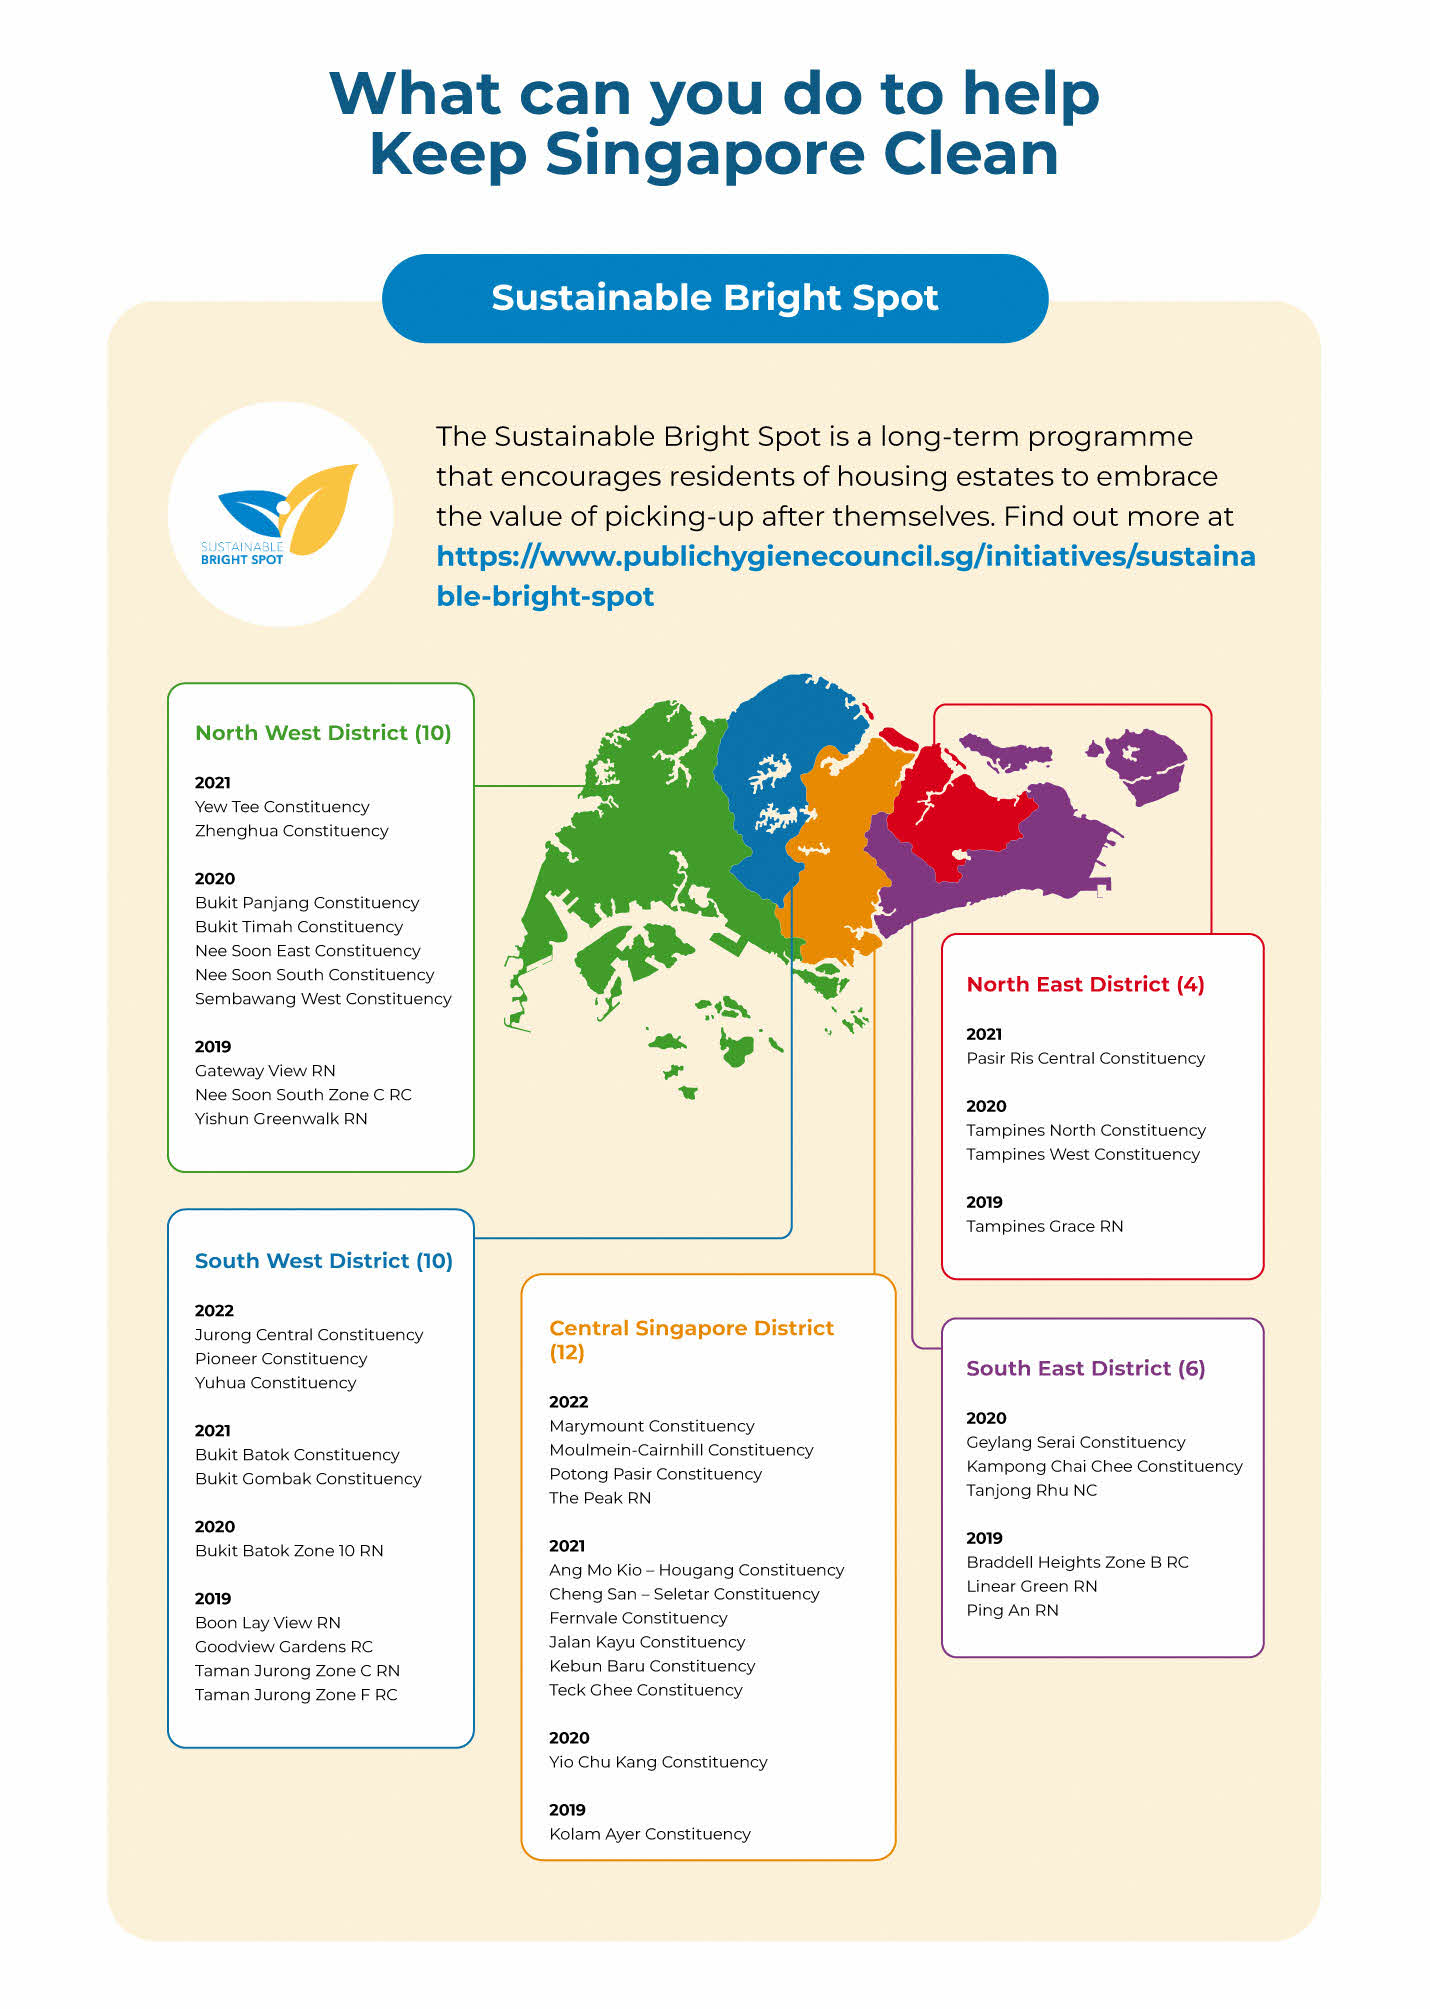 What can you do to help
Keep Singapore Clean
Sustainable Bright Spot
SUSTAINABLE
BRIGHT SPOT
The Sustainable Bright Spot is a long-term programme
that encourages residents of housing estates to embrace
the value of picking-up after themselves. Find out more at
https://www.publichygienecouncil.sg/initiatives/sustaina
ble-bright-spot
North West District (10)
2021
Yew Tee Constituency
Zhenghua Constituency
2020
Bukit Panjang Constituency
Bukit Timah Constituency
Nee Soon East Constituency
Nee Soon South Constituency
Sembawang West Constituency
2019
Gateway View RN
Nee Soon South Zone C RC
Yishun Greenwalk RN
South West District (10)
2022
Jurong Central Constituency
Pioneer Constituency
Yuhua Constituency
2021
Bukit Batok Constituency
Bukit Gombak Constituency
2020
Bukit Batok Zone 10 RN
2019
Boon Lay View RN
Goodview Gardens RC
Taman Jurong Zone C RN
Taman Jurong Zone F RC
Central Singapore District
(12)
2022
Marymount Constituency
Moulmein-Cairnhill Constituency
Potong Pasir Constituency
The Peak RN
2021
Ang Mo Kio – Hougang Constituency
Cheng San – Seletar Constituency
Fernvale Constituency
Jalan Kayu Constituency
Kebun Baru Constituency
Teck Ghee Constituency
2020
Yio Chu Kang Constituency
2019
Kolam Ayer Constituency
North East District (4)
2021
Pasir Ris Central Constituency
2020
Tampines North Constituency
Tampines West Constituency
2019
Tampines Grace RN
South East District (6)
2020
Geylang Serai Constituency
Kampong Chai Chee Constituency
Tanjong Rhu NC
2019
Braddell Heights Zone B RC
Linear Green RN
Ping An RN